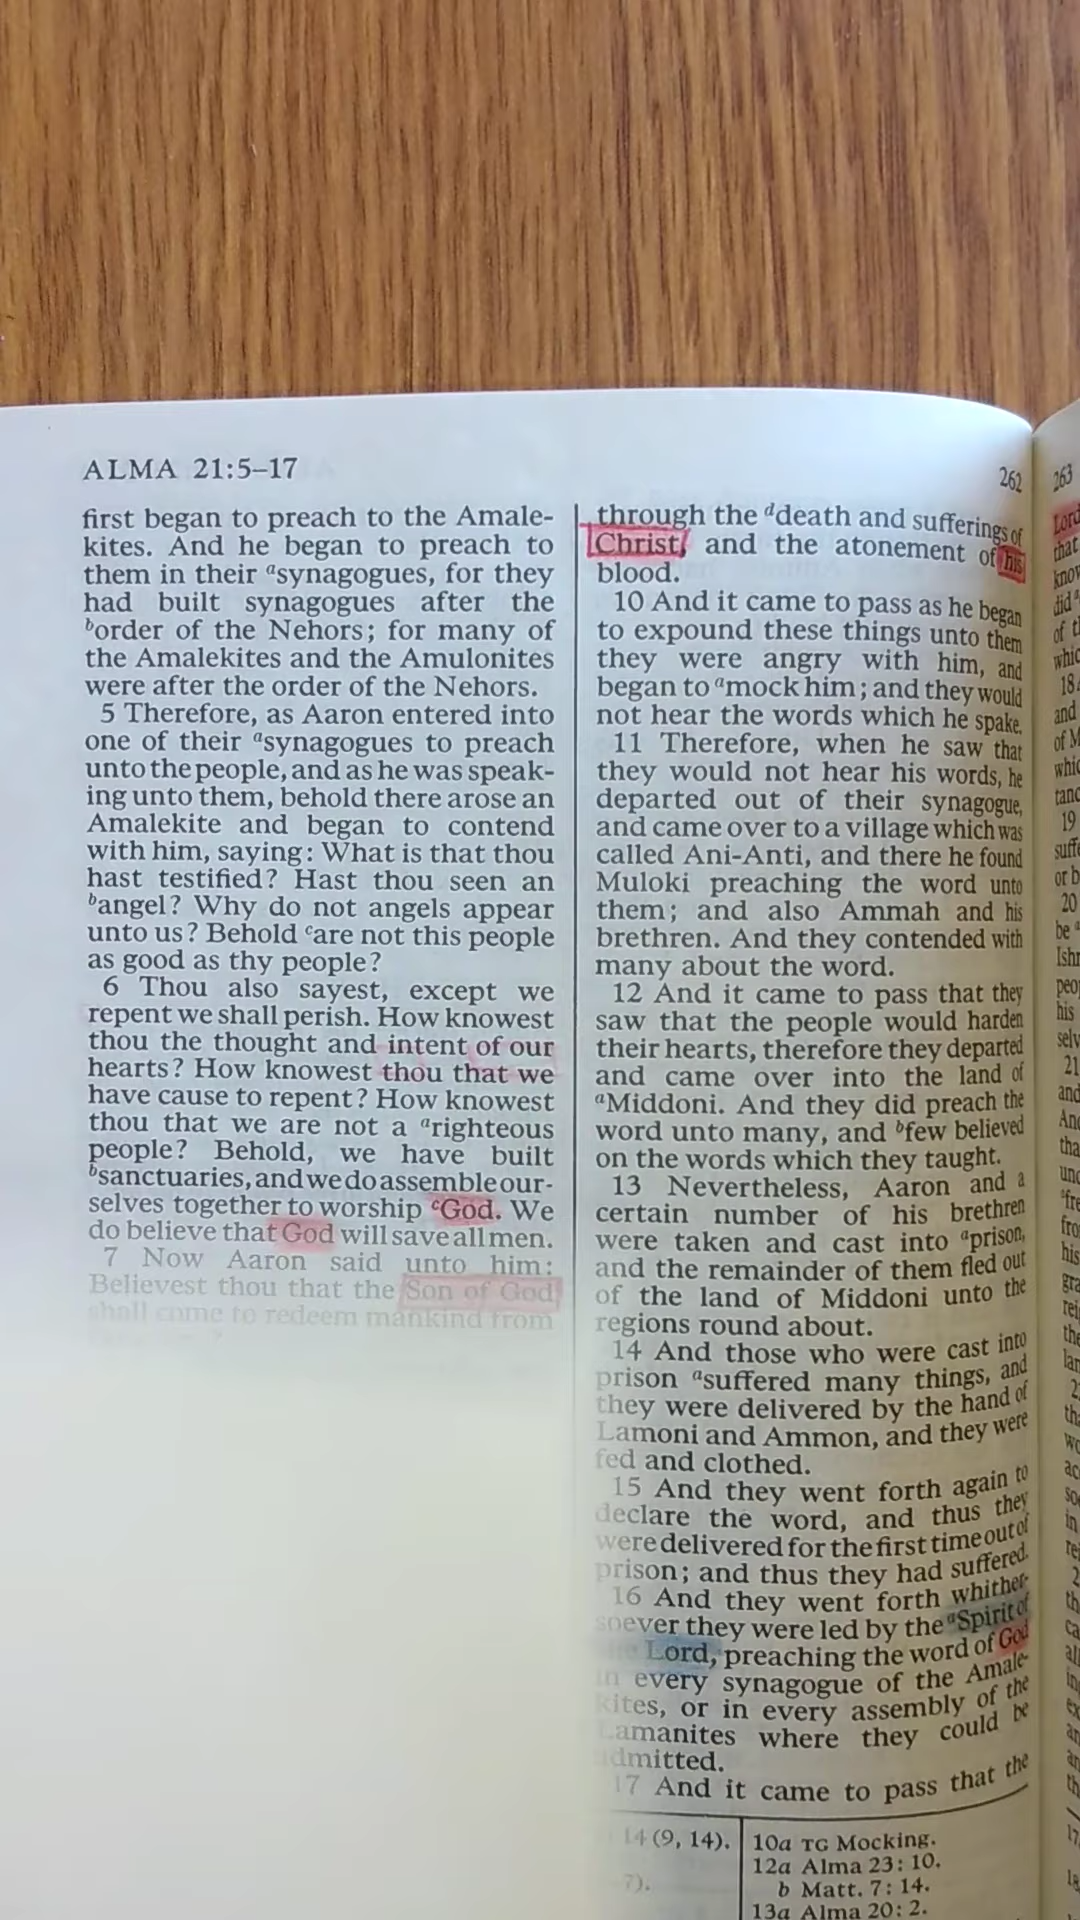 ALMA 21:5–17
262
first began to preach to the Amale-
kites. And he began to preach to
them in their ᵃsynagogues, for they
had built synagogues after the
ᵇorder of the Nehors; for many of
the Amalekites and the Amulonites
were after the order of the Nehors.
5 Therefore, as Aaron entered into
one of their ᵃsynagogues to preach
unto the people, and as he was speak-
ing unto them, behold there arose an
Amalekite and began to contend
with him, saying: What is that thou
hast testified? Hast thou seen an
ᵇangel? Why do not angels appear
unto us? Behold ᶜare not this people
as good as thy people?
6 Thou also sayest, except we
repent we shall perish. How knowest
thou the thought and intent of our
hearts? How knowest thou that we
have cause to repent? How knowest
thou that we are not a ᵃrighteous
people? Behold, we have built
ᵇsanctuaries, and we do assemble our-
selves together to worship ᶜGod. We
do believe that God will save all men.
7 Now Aaron said unto him:
Believest thou that the Son of God
shall come to redeem mankind from
through the ᵈdeath and sufferings of
Christ, and the atonement of his
blood.
10 And it came to pass as he began
to expound these things unto them
they were angry with him, and
began to ᵃmock him; and they would
not hear the words which he spake.
11 Therefore, when he saw that
they would not hear his words, he
departed out of their synagogue,
and came over to a village which was
called Ani-Anti, and there he found
Muloki preaching the word unto
them; and also Ammah and his
brethren. And they contended with
many about the word.
12 And it came to pass that they
saw that the people would harden
their hearts, therefore they departed
and came over into the land of
ᵃMiddoni. And they did preach the
word unto many, and ᵇfew believed
on the words which they taught.
13 Nevertheless, Aaron and a
certain number of his brethren
were taken and cast into ᵃprison,
and the remainder of them fled out
of the land of Middoni unto the
regions round about.
14 And those who were cast into
prison ᵃsuffered many things, and
they were delivered by the hand of
Lamoni and Ammon, and they were
fed and clothed.
15 And they went forth again to
declare the word, and thus they
were delivered for the first time out of
prison; and thus they had suffered.
16 And they went forth whither-
soever they were led by the ᵃSpirit of
the Lord, preaching the word of God
in every synagogue of the Amale-
kites, or in every assembly of the
Lamanites where they could be
admitted.
17 And it came to pass that the
14 (9, 14).
7).
10a TG Mocking.
12a Alma 23: 10.
b Matt. 7: 14.
13a Alma 20: 2.
263
Lord
that
18
and
of M
19
or b
20
be
his
21
and